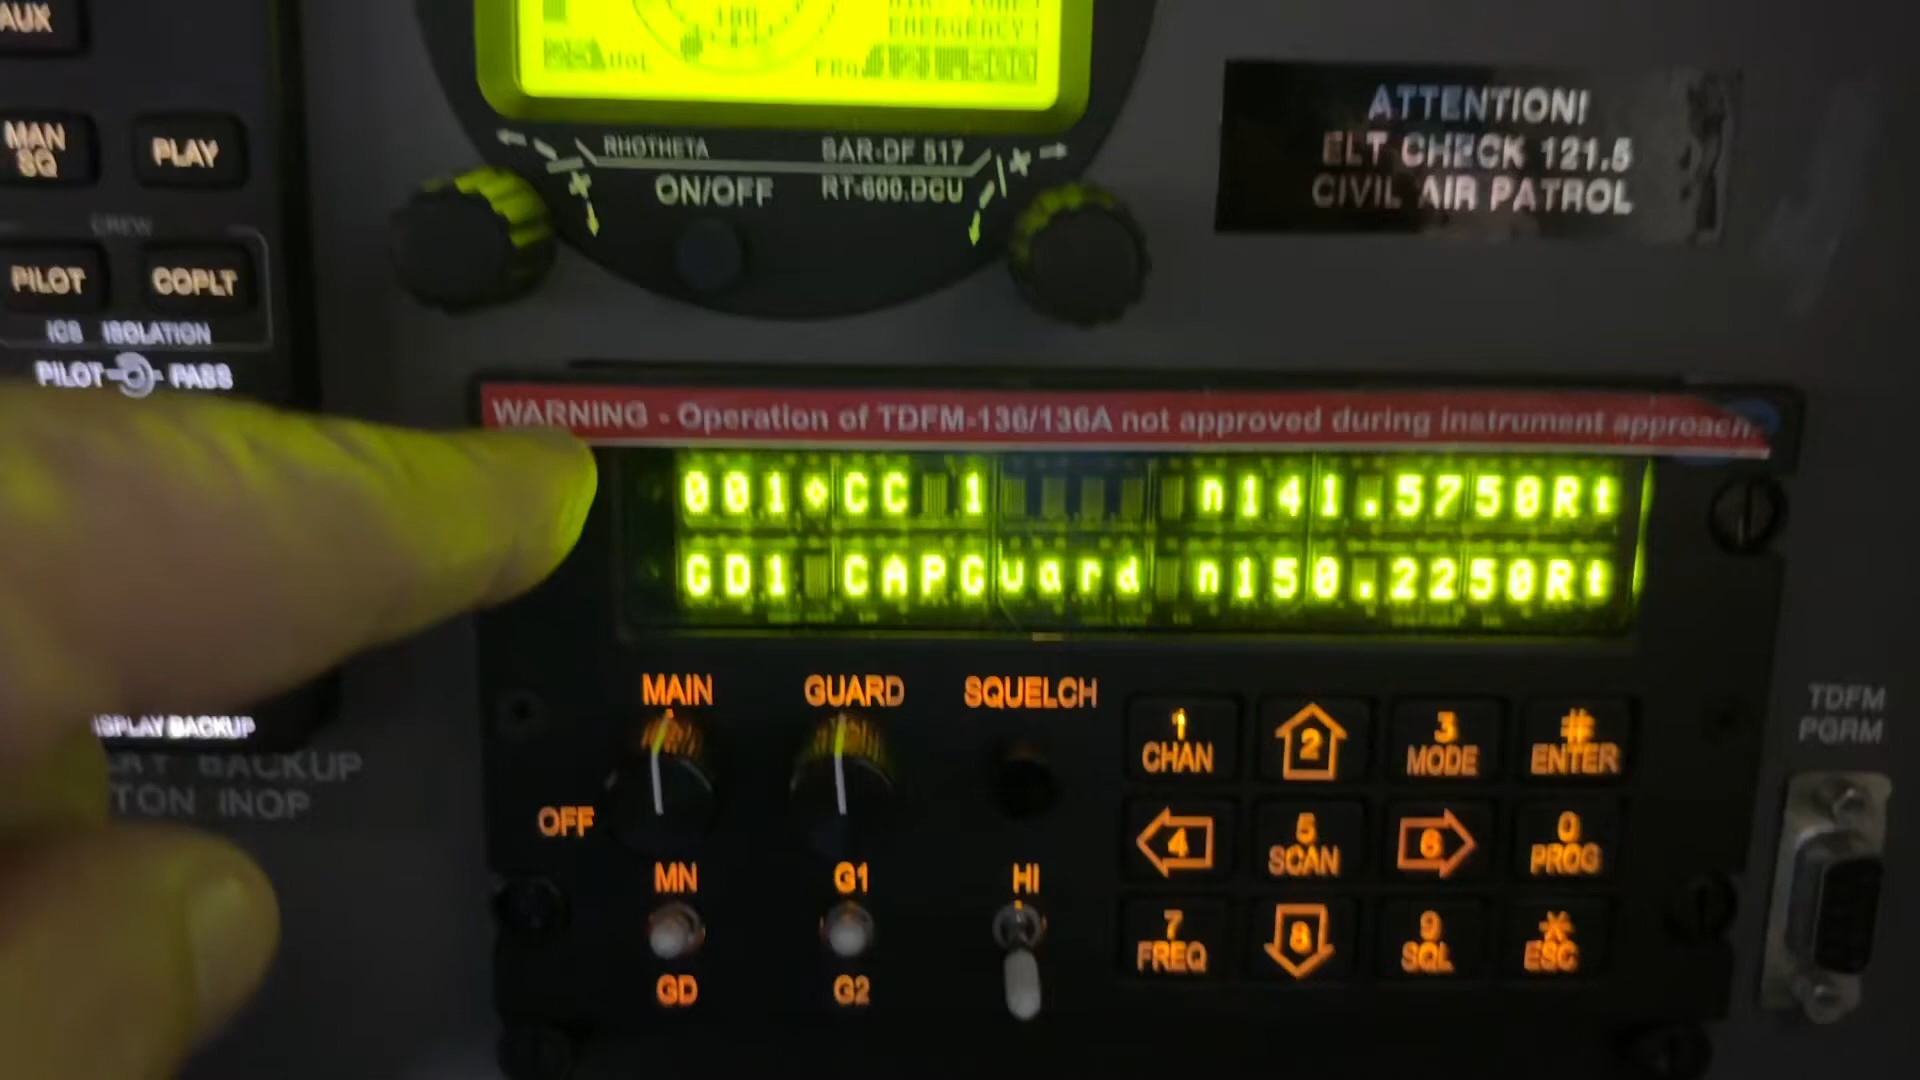 AUX
MAN
SQ
PLAY
CREW
PILOT
COPLT
ICS ISOLATION
PILOT PASS
EMERGENCY
VOL
RHOTHETA
SAR-DF 517
ON/OFF
RT-600.DCU
ATTENTION!
ELT CHECK 121.5
CIVIL AIR PATROL
WARNING - Operation of TDFM-136/136A not approved during instrument approach.
001 CC 1 n141.5750Rt
GD1 CAPGuard n150.2250Rt
BACKUP
BACKUP
INOP
MAIN
GUARD
SQUELCH
OFF
MN
G1
HI
GD
G2
1
CHAN
2
3
MODE
#
ENTER
4
5
SCAN
6
0
PROG
7
FREQ
8
9
SQL
*
ESC
TDFM
PGRM